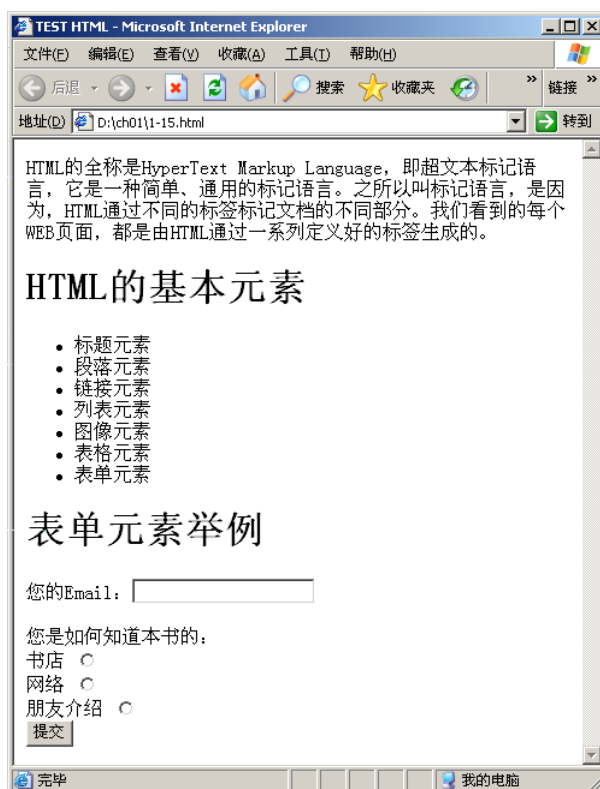 TEST HTML - Microsoft Internet Explorer
文件(F) 编辑(E) 查看(V) 收藏(A) 工具(T) 帮助(H)
后退 搜索 收藏夹 » 链接 »
地址(D) D:\ch01\1-15.html 转到
HTML的全称是HyperText Markup Language，即超文本标记语
言，它是一种简单、通用的标记语言。之所以叫标记语言，是因
为，HTML通过不同的标签标记文档的不同部分。我们看到的每个
WEB页面，都是由HTML通过一系列定义好的标签生成的。
HTML的基本元素
• 标题元素
• 段落元素
• 链接元素
• 列表元素
• 图像元素
• 表格元素
• 表单元素
表单元素举例
您的Email：
您是如何知道本书的：
书店
网络
朋友介绍
提交
完毕 我的电脑